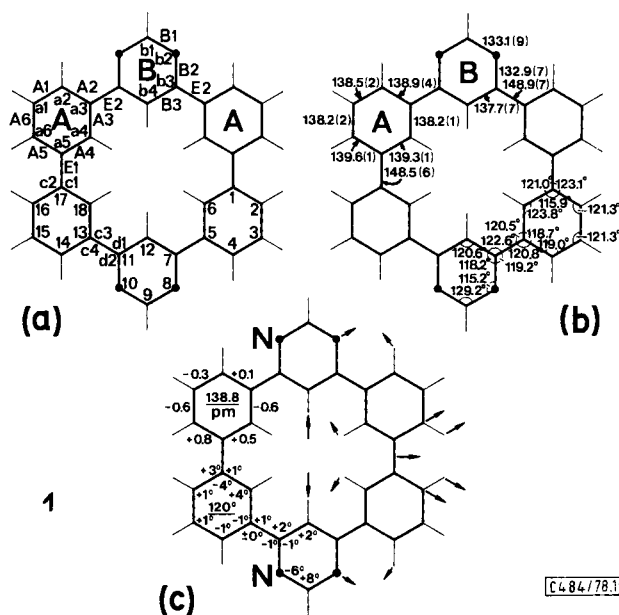 B1
b1
b2
B
B2
A1
A2
E2
b3
b4
B3
E2
a1
a2
a3
A6
A
A3
A
a6
a4
a5
A5
A4
E1
c2
c1
17
1
16
18
6
2
15
13
c3
5
3
14
c4
d1
12
7
4
d2
11
10
8
9
(a)
133.1(9)
B
138.5(2)
138.9(4)
132.9(7)
148.9(7)
137.7(7)
138.2(2)
A
138.2(1)
139.6(1)
139.3(1)
148.5(6)
121.0°
123.1°
115.9°
123.8°
121.3°
120.5°
118.7°
121.3°
122.6°
119.0°
120.6°
120.8°
118.2°
119.2°
115.2°
129.2°
(b)
N
-0.3
+0.1
-0.6
138.8
pm
-0.6
+0.8
+0.5
1
+3°
+1°
-4°
+1°
+4°
120°
+1°
-1°
+1°
-1°
+2°
±0°
-1°
-1°
+2°
N
-6°
+8°
(c)
C484/78.1